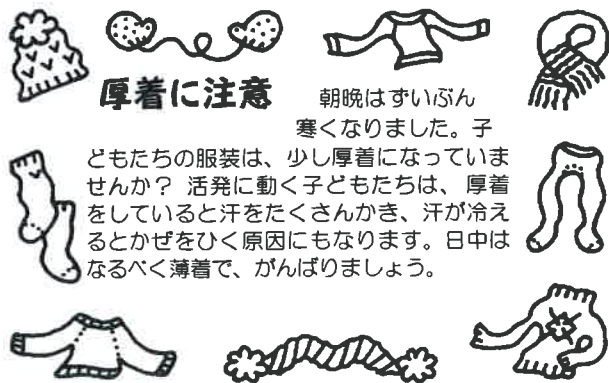 厚着に注意
朝晩はずいぶん
寒くなりました。子
どもたちの服装は、少し厚着になっていま
せんか？ 活発に動く子どもたちは、厚着
をしていると汗をたくさんかき、汗が冷え
るとかぜをひく原因にもなります。日中は
なるべく薄着で、がんばりましょう。